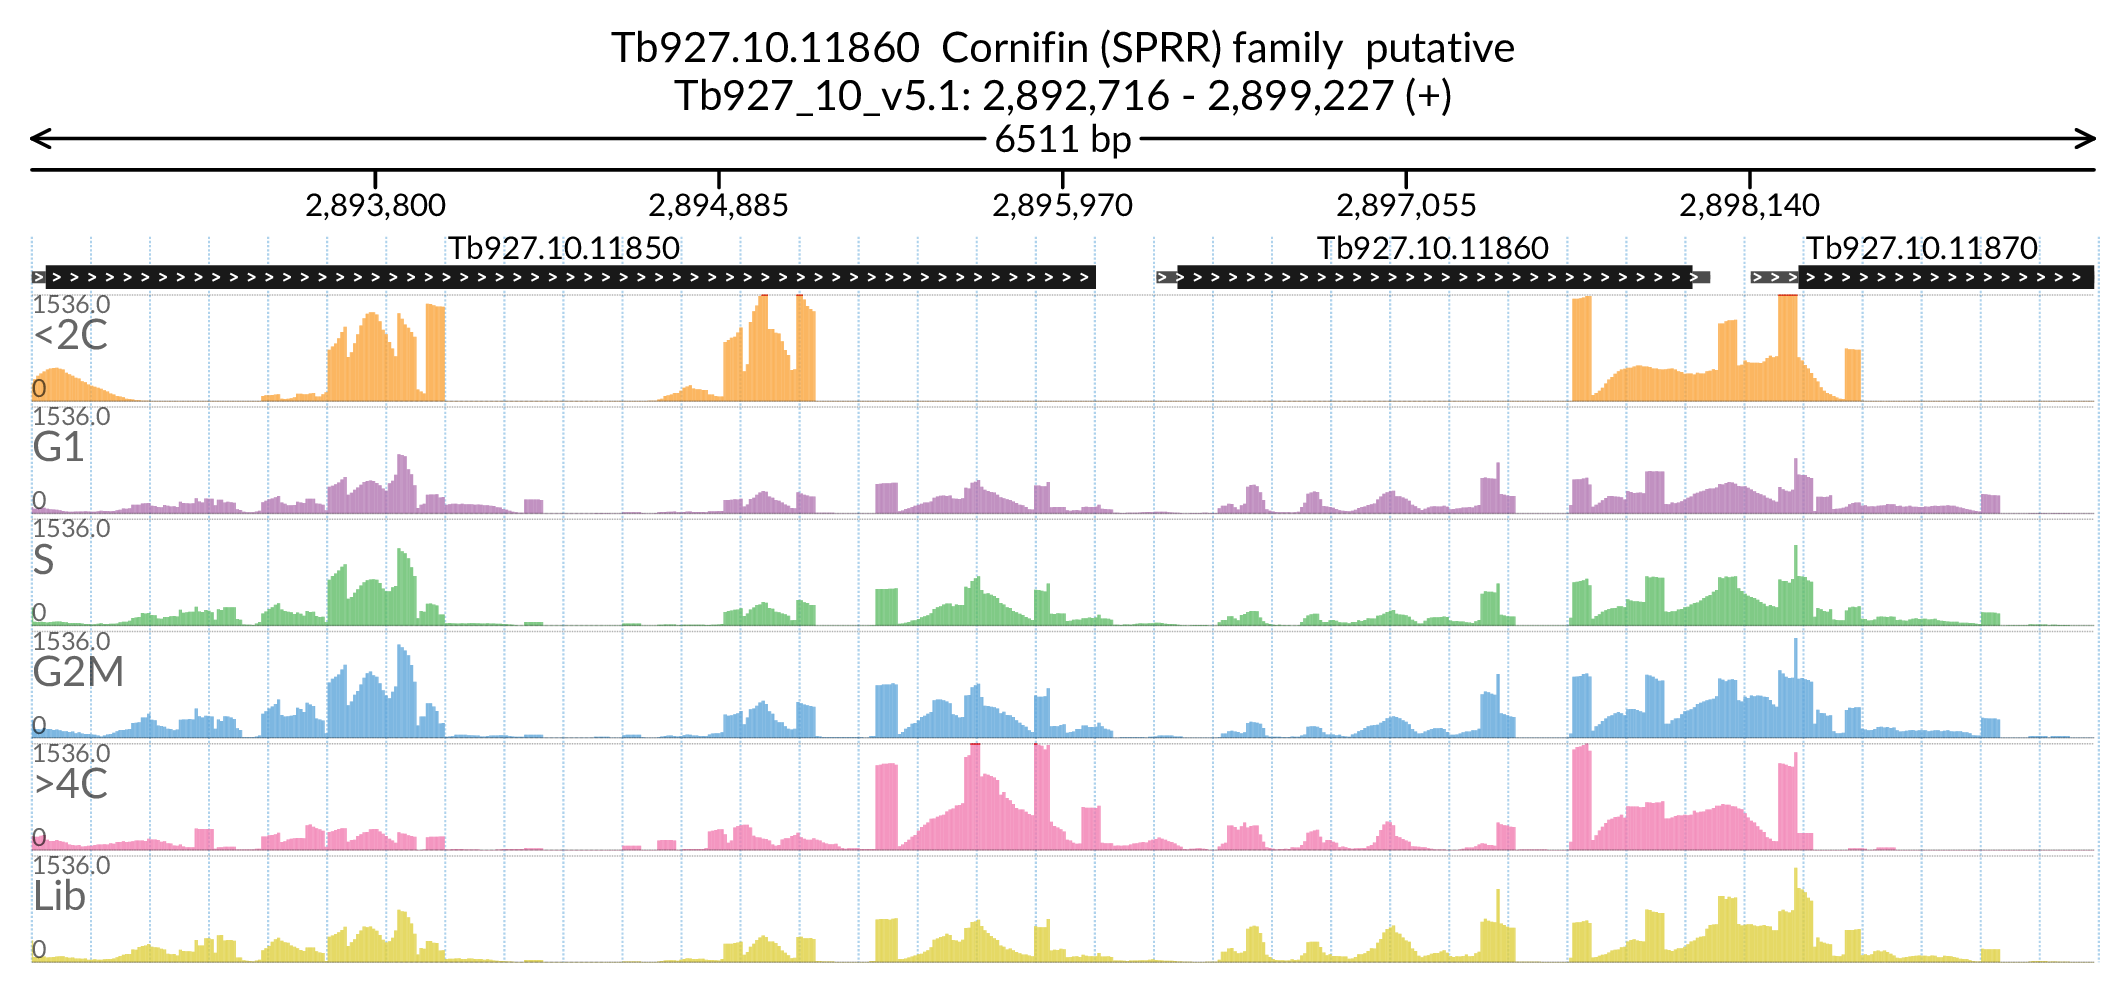 Tb927.10.11860 Cornifin (SPRR) family putative
Tb927_10_v5.1: 2,892,716 - 2,899,227 (+)
6511 bp
2,893,800 2,894,885 2,895,970 2,897,055 2,898,140
Tb927.10.11850 Tb927.10.11860 Tb927.10.11870
1536.0
<2C
0
1536.0
G1
0
1536.0
S
0
1536.0
G2M
0
1536.0
>4C
0
1536.0
Lib
0